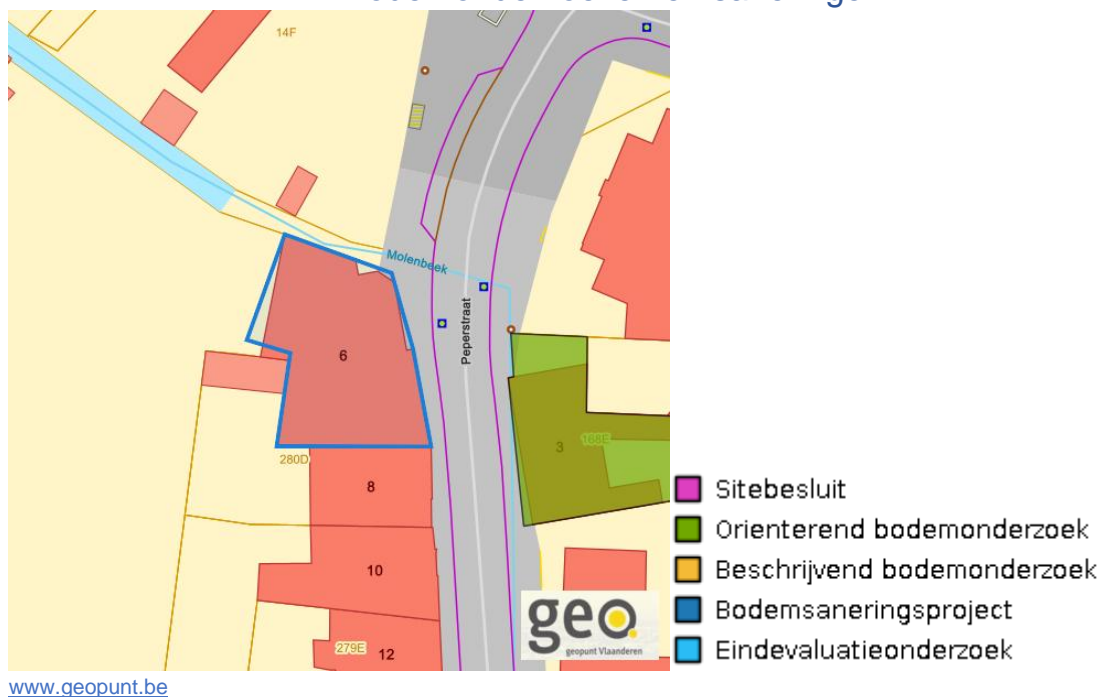 14F
Molenbeek
Peperstraat
6
3
188E
280D
8
10
279E
12
geo.
geopunt Vlaanderen
Sitebesluit
Orienterend bodemonderzoek
Beschrijvend bodemonderzoek
Bodemsaneringsproject
Eindevaluatieonderzoek
www.geopunt.be